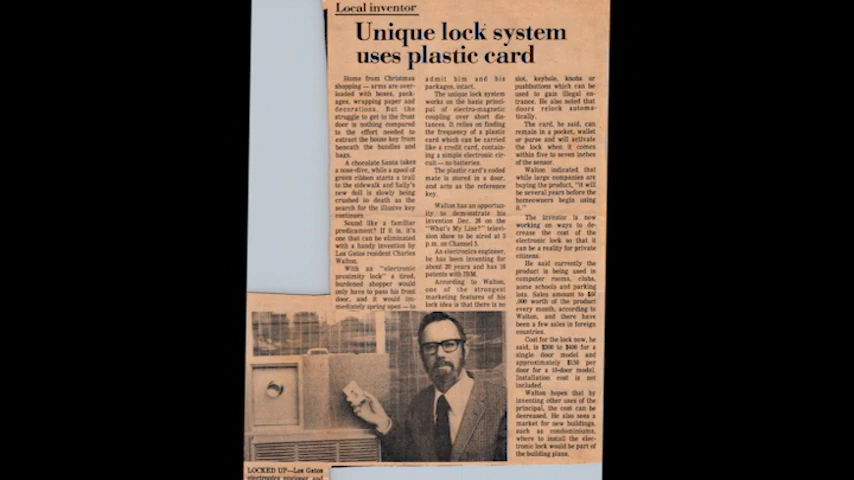 Local inventor
Unique lock system
uses plastic card
Home from Christmas
shopping — arms are over-
loaded with boxes, pack-
ages, wrapping paper and
decorations. But the
struggle to get to the front
door is nothing compared
to the effort needed to
extract the house key from
beneath the bundles and
bags.
A chocolate Santa takes
a nose-dive, while a spool of
green ribbon starts a trail
to the sidewalk and Sally's
new doll is slowly being
crushed to death as the
search for the illusive key
continues.
Sound like a familiar
predicament? If it is, it's
one that can be eliminated
with a handy invention by
Los Gatos resident Charles
Walton.
With an "electronic
proximity lock" a tired,
burdened shopper would
only have to pass his front
door, and it would im-
mediately spring open — to
admit him and his
packages, intact.
The unique lock system
works on the basic princi-
pal of electro-magnetic
coupling over short dis-
tances. It relies on finding
the frequency of a plastic
card which can be carried
like a credit card, contain-
ing a simple electronic cir-
cuit — no batteries.
The plastic card's coded
mate is stored in a door,
and acts as the reference
key.
Walton has an opportun-
ity to demonstrate his
invention Dec. 28 on the
"What's My Line?" televi-
sion show to be aired at 3
p.m. on Channel 5.
An electronics engineer,
he has been inventing for
about 20 years and has 16
patents with IBM.
According to Walton,
one of the strongest
marketing features of his
lock idea is that there is no
slot, keyhole, knobs or
pushbuttons which can be
used to gain illegal en-
trance. He also noted that
doors relock automa-
tically.
The card, he said, can
remain in a pocket, wallet
or purse and will activate
the lock when it comes
within five to seven inches
of the sensor.
Walton indicated that
while large companies are
buying the product, "it will
be several years before the
homeowners begin using
it."
The inventor is now
working on ways to de-
crease the cost of the
electronic lock so that it
can be a reality for private
citizens.
He said currently the
product is being used in
computer rooms, clubs,
some schools and parking
lots. Sales amount to
,000 worth of the product
every month, according to
Walton, and there have
been a few sales in foreign
countries.
Cost for the lock now, he
said, is $200 to $400 for a
single door model and
approximately $150 per
door for a 10-door model.
Installation cost is not
included.
Walton hopes that by
inventing other uses of the
principal, the cost can be
decreased. He also sees a
market for new buildings,
such as condominiums,
where to install the elec-
tronic lock would be part of
the building plans.
LOCKED UP—Los Gatos
electronics engineer and